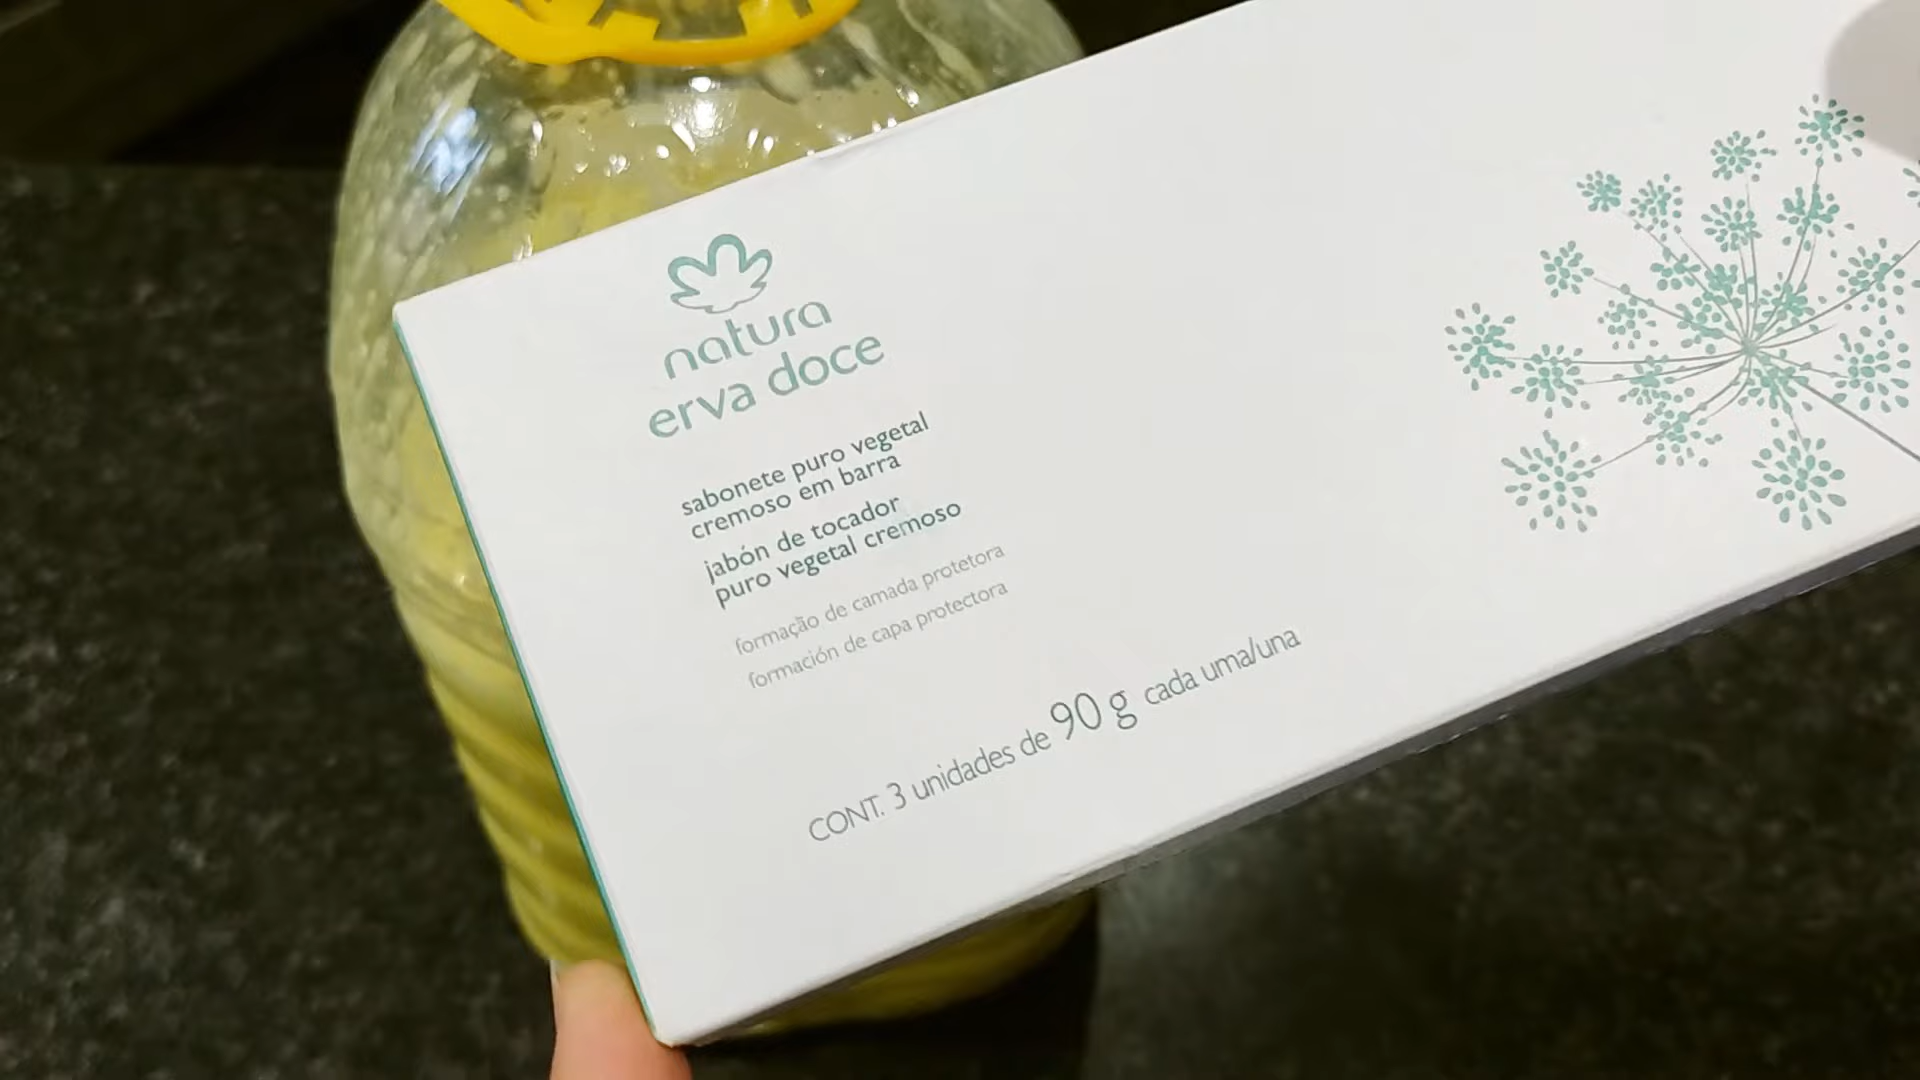 natura
erva doce
sabonete puro vegetal
cremoso em barra
jabón de tocador
puro vegetal cremoso
formação de camada protetora
formación de capa protectora
CONT. 3 unidades de 90 g cada uma/una